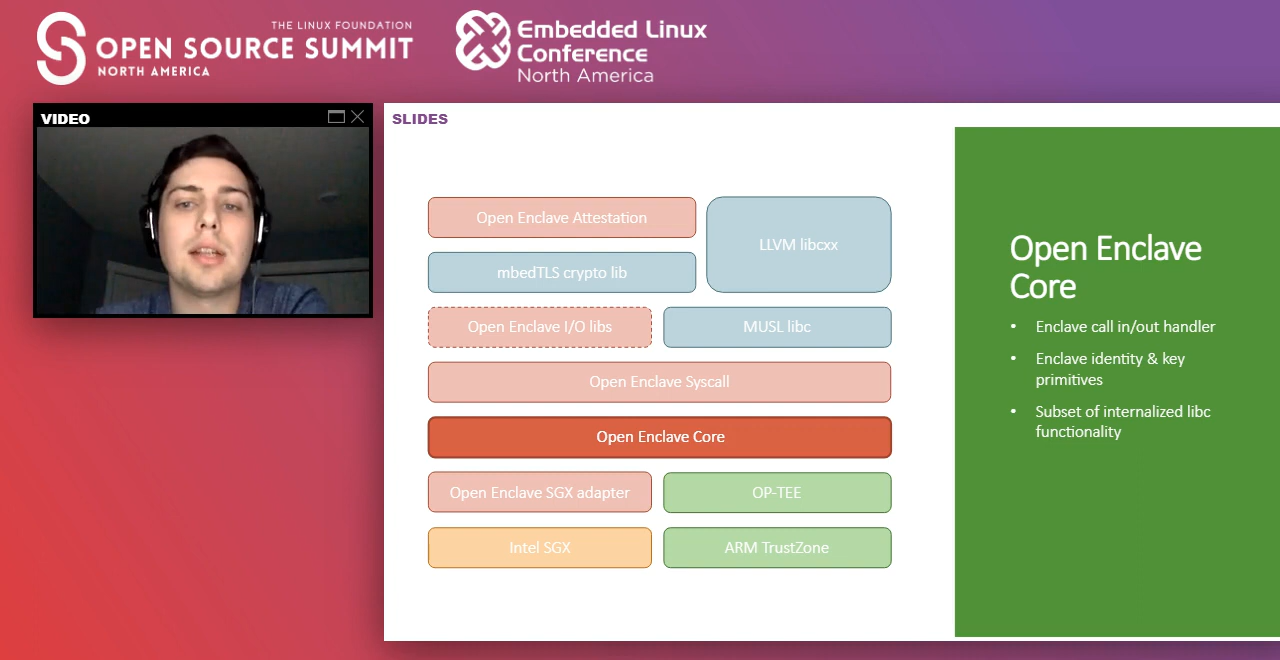 THE LINUX FOUNDATION
OPEN SOURCE SUMMIT
NORTH AMERICA
Embedded Linux
Conference
North America
VIDEO
SLIDES
Open Enclave Attestation
LLVM libcxx
mbedTLS crypto lib
Open Enclave I/O libs
MUSL libc
Open Enclave Syscall
Open Enclave Core
Open Enclave SGX adapter
OP-TEE
Intel SGX
ARM TrustZone
Open Enclave
Core
• Enclave call in/out handler
• Enclave identity & key
primitives
• Subset of internalized libc
functionality